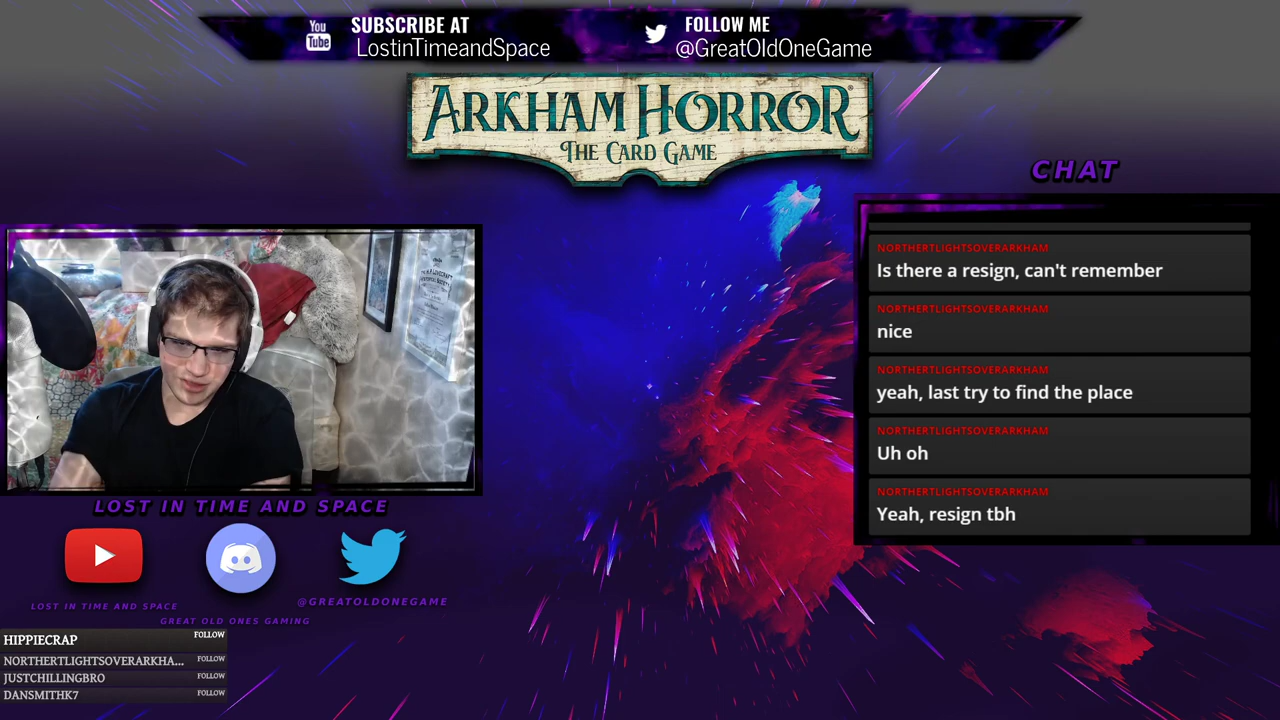 You
Tube
SUBSCRIBE AT
LostinTimeandSpace
FOLLOW ME
@GreatOldOneGame
ARKHAM HORROR®
THE CARD GAME
CHAT
NORTHERTLIGHTSOVERARKHAM
Is there a resign, can't remember
NORTHERTLIGHTSOVERARKHAM
nice
NORTHERTLIGHTSOVERARKHAM
yeah, last try to find the place
NORTHERTLIGHTSOVERARKHAM
Uh oh
NORTHERTLIGHTSOVERARKHAM
Yeah, resign tbh
LOST IN TIME AND SPACE
LOST IN TIME AND SPACE
@GREATOLDONEGAME
GREAT OLD ONES GAMING
HIPPIECRAP FOLLOW
NORTHERTLIGHTSOVERARKHA... FOLLOW
JUSTCHILLINGBRO FOLLOW
DANSMITHK7 FOLLOW